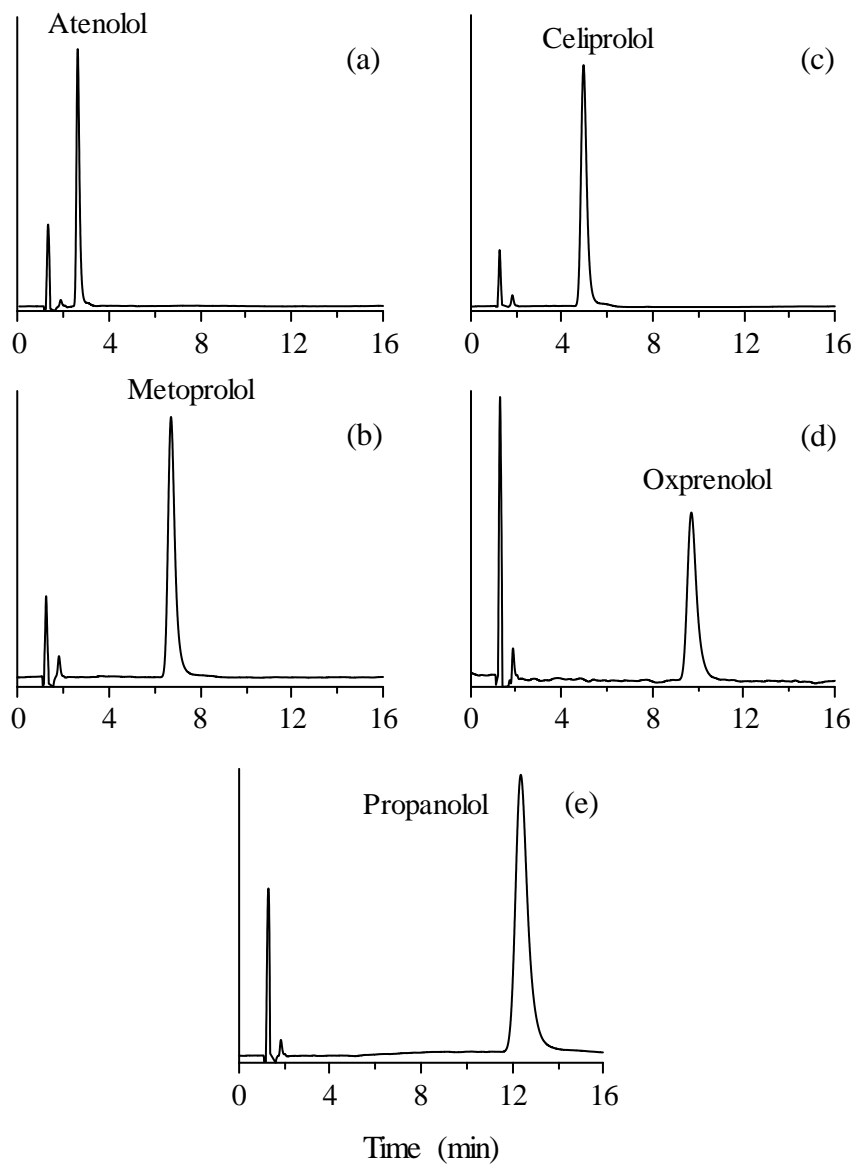 Atenolol
(a)
0 4 8 12 16
Celiprolol
(c)
0 4 8 12 16
Metoprolol
(b)
0 4 8 12 16
(d)
Oxprenolol
0 4 8 12 16
Propanolol (e)
0 4 8 12 16
Time (min)